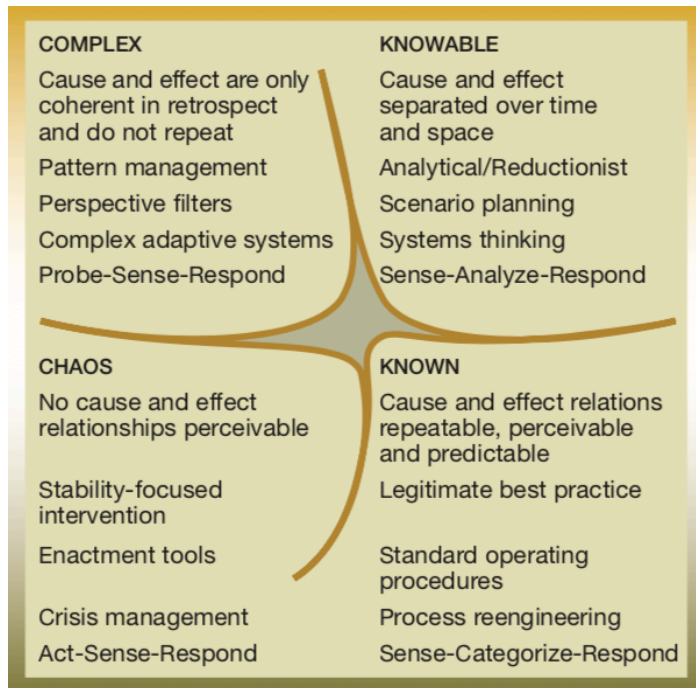 COMPLEX
Cause and effect are only
coherent in retrospect
and do not repeat
Pattern management
Perspective filters
Complex adaptive systems
Probe-Sense-Respond
KNOWABLE
Cause and effect
separated over time
and space
Analytical/Reductionist
Scenario planning
Systems thinking
Sense-Analyze-Respond
CHAOS
No cause and effect
relationships perceivable
Stability-focused
intervention
Enactment tools
Crisis management
Act-Sense-Respond
KNOWN
Cause and effect relations
repeatable, perceivable
and predictable
Legitimate best practice
Standard operating
procedures
Process reengineering
Sense-Categorize-Respond